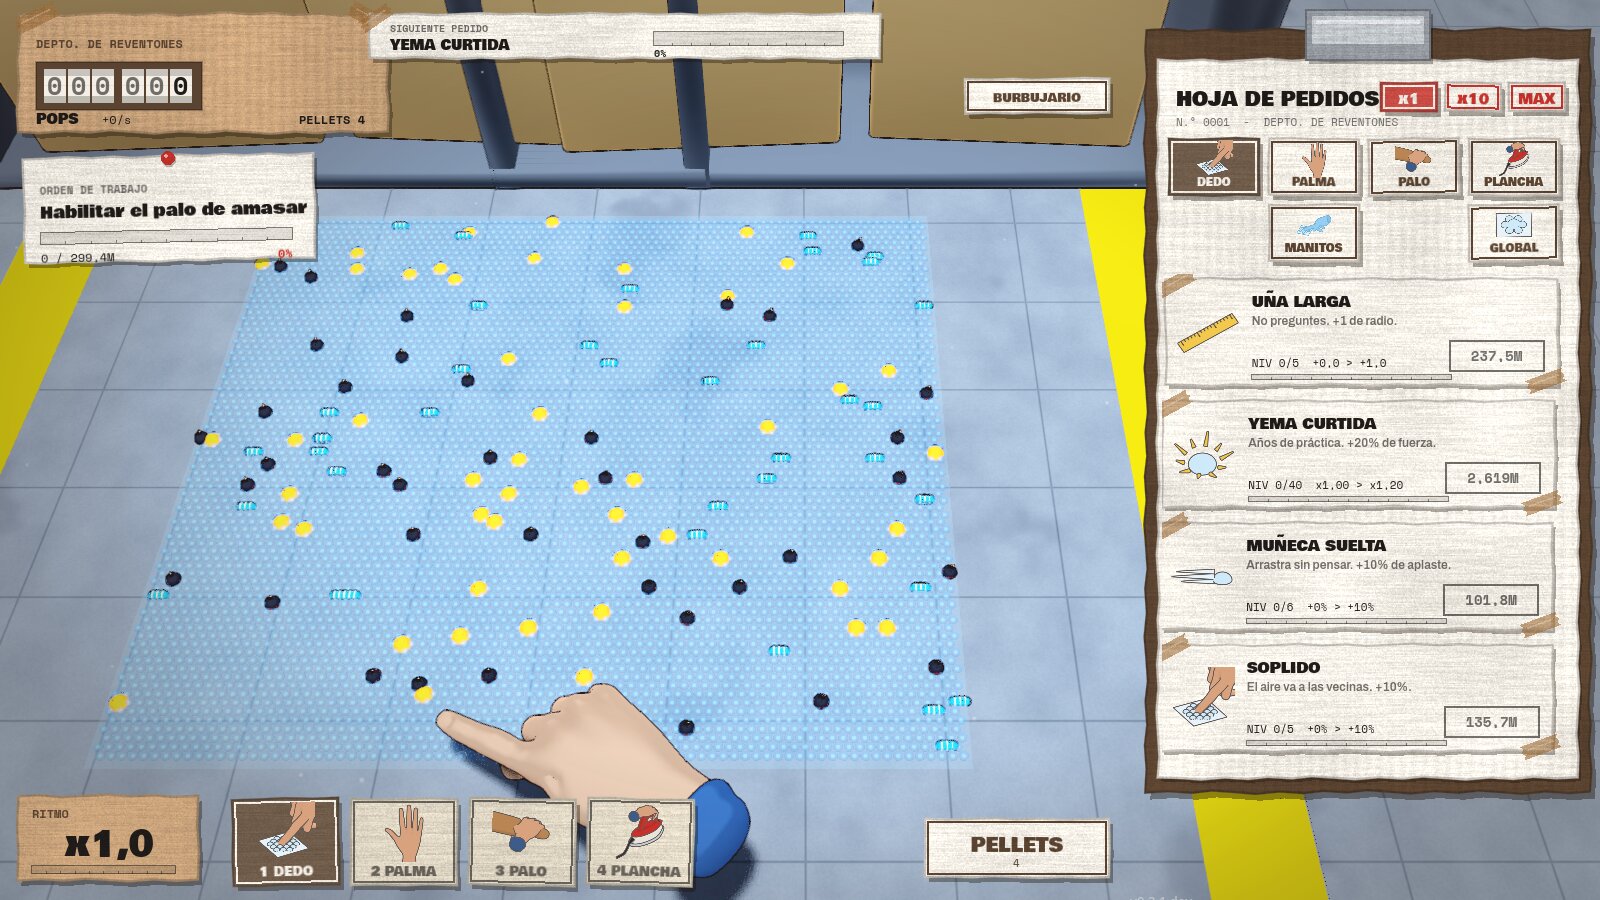 DEPTO. DE REVENTONES
000 000
POPS +0/s PELLETS 4
SIGUIENTE PEDIDO
YEMA CURTIDA
0%
BURBUJARIO
ORDEN DE TRABAJO
Habilitar el palo de amasar
0 / 299,4M 0%
HOJA DE PEDIDOS x1 x10 MAX
N.° 0001 - DEPTO. DE REVENTONES
DEDO PALMA PALO PLANCHA
MANITOS GLOBAL
UÑA LARGA
No preguntes. +1 de radio.
NIV 0/5 +0,0 > +1,0
237,5M
YEMA CURTIDA
Años de práctica. +20% de fuerza.
NIV 0/40 x1,00 > x1,20
2,619M
MUÑECA SUELTA
Arrastra sin pensar. +10% de aplaste.
NIV 0/6 +0% > +10%
101,8M
SOPLIDO
El aire va a las vecinas. +10%.
NIV 0/5 +0% > +10%
135,7M
RITMO
x1,0
1 DEDO 2 PALMA 3 PALO 4 PLANCHA
PELLETS
4